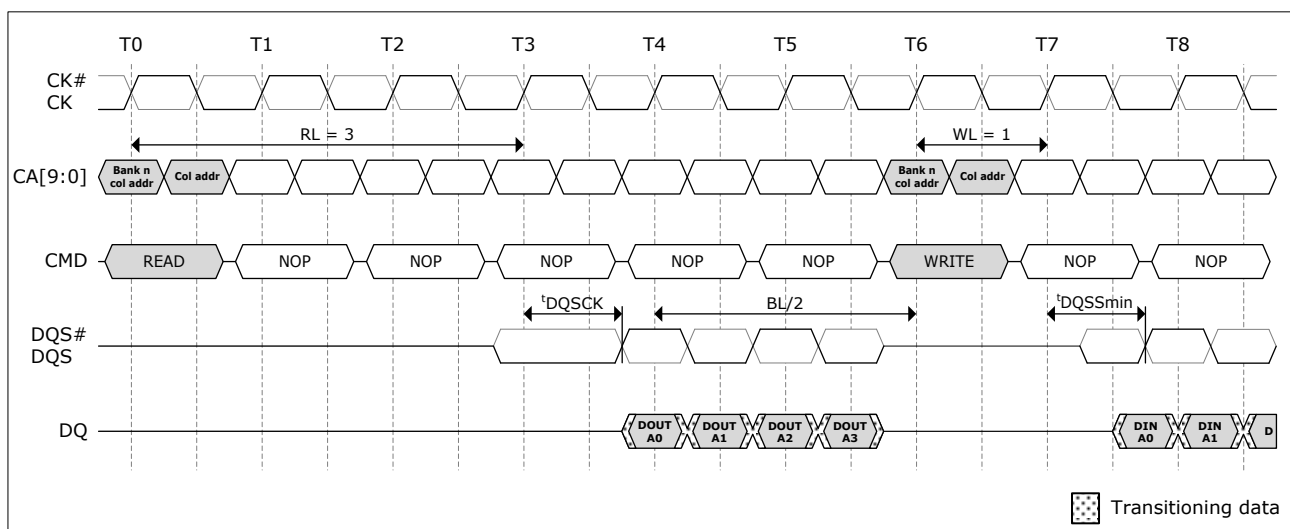 T0 T1 T2 T3 T4 T5 T6 T7 T8
CK#
CK
RL = 3 WL = 1
CA[9:0] Bank n col addr Col addr Bank n col addr Col addr
CMD READ NOP NOP NOP NOP NOP WRITE NOP NOP
tDQSCK BL/2 tDQSSmin
DQS#
DQS
DQ DOUT A0 DOUT A1 DOUT A2 DOUT A3 DIN A0 DIN A1 D
Transitioning data